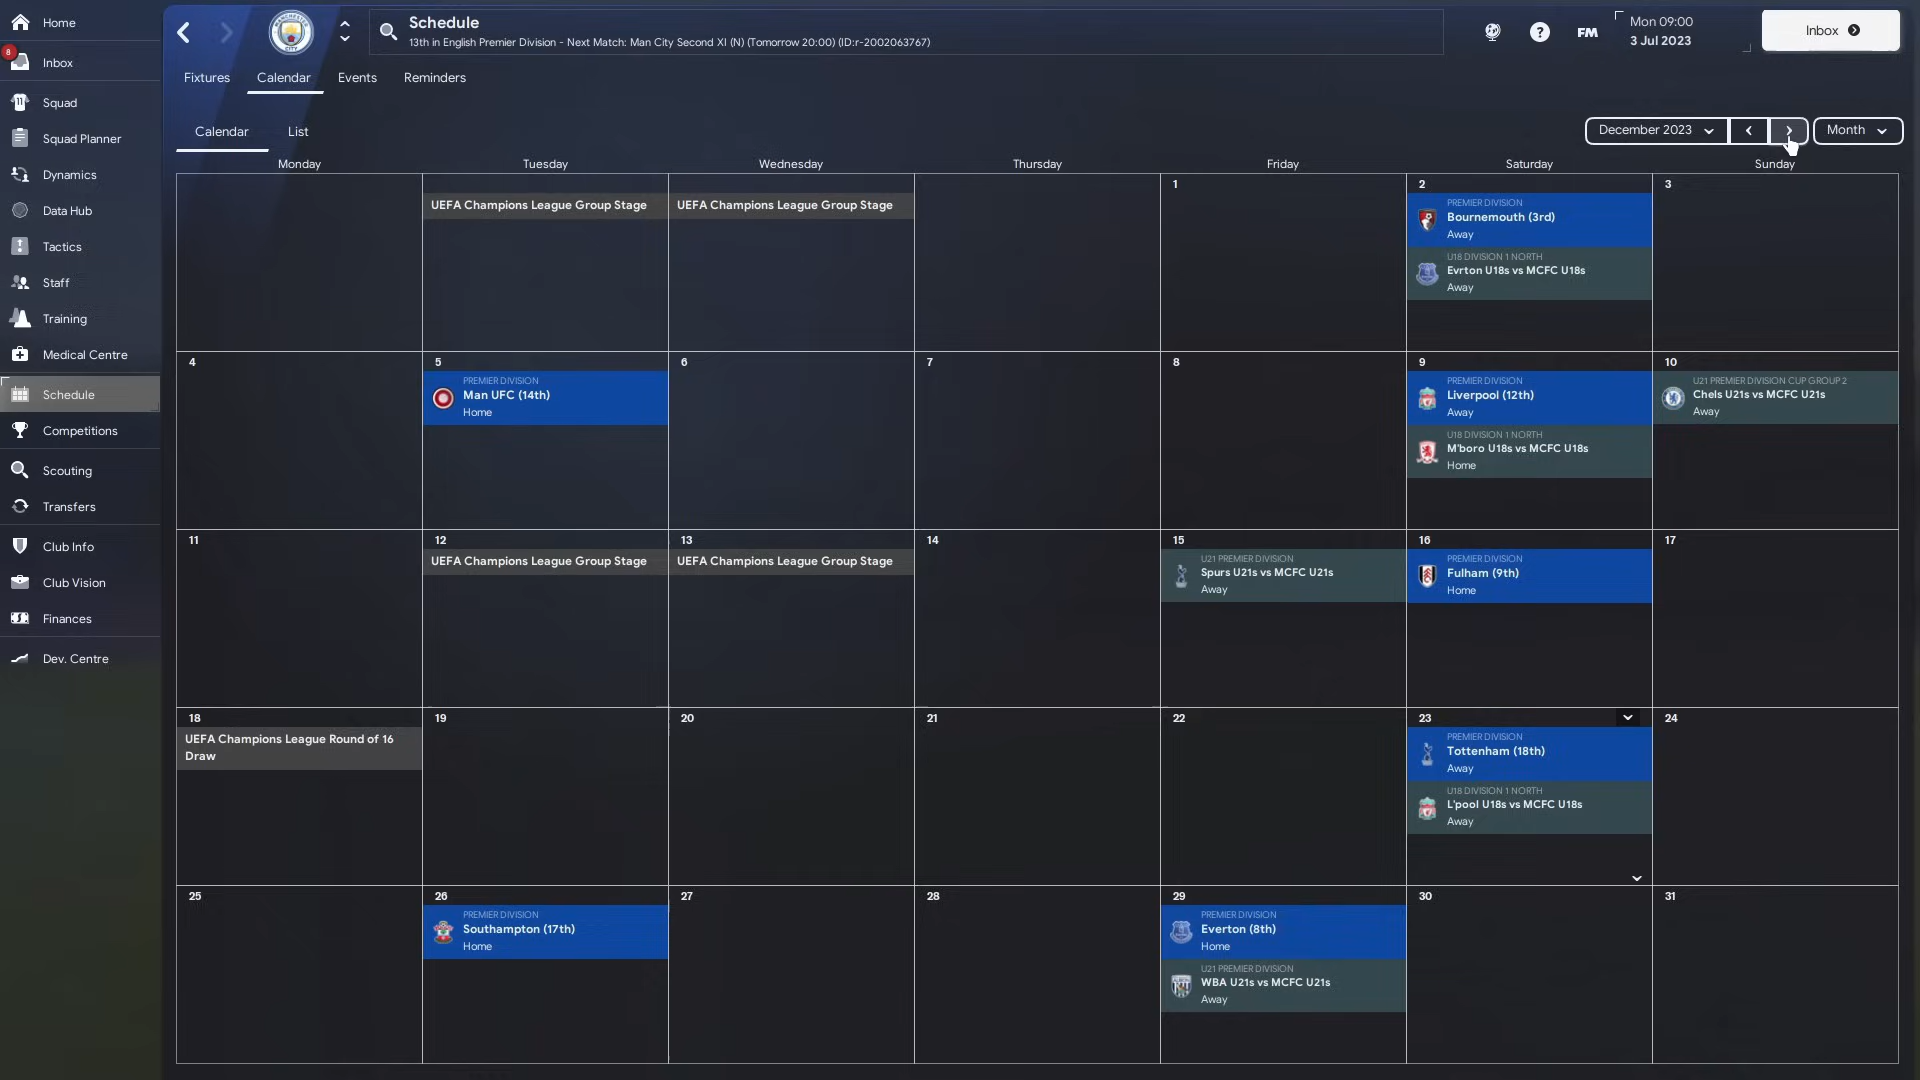 Home
8
Inbox
Squad
Squad Planner
Dynamics
Data Hub
Tactics
Staff
Training
Medical Centre
Schedule
Competitions
Scouting
Transfers
Club Info
Club Vision
Finances
Dev. Centre
Schedule
13th in English Premier Division - Next Match: Man City Second XI (N) (Tomorrow 20:00) (ID:r-2002063767)
?
FM
Mon 09:00
3 Jul 2023
Inbox
Fixtures
Calendar
Events
Reminders
Calendar
List
December 2023
Month
Monday
Tuesday
Wednesday
Thursday
Friday
Saturday
Sunday
UEFA Champions League Group Stage
UEFA Champions League Group Stage
1
2
PREMIER DIVISION
Bournemouth (3rd)
Away
U18 DIVISION 1 NORTH
Evrton U18s vs MCFC U18s
Away
3
4
5
PREMIER DIVISION
Man UFC (14th)
Home
6
7
8
9
PREMIER DIVISION
Liverpool (12th)
Away
U18 DIVISION 1 NORTH
M'boro U18s vs MCFC U18s
Home
10
U21 PREMIER DIVISION CUP GROUP 2
Chels U21s vs MCFC U21s
Away
11
12
UEFA Champions League Group Stage
13
UEFA Champions League Group Stage
14
15
U21 PREMIER DIVISION
Spurs U21s vs MCFC U21s
Away
16
PREMIER DIVISION
Fulham (9th)
Home
17
18
UEFA Champions League Round of 16
Draw
19
20
21
22
23
PREMIER DIVISION
Tottenham (18th)
Away
U18 DIVISION 1 NORTH
L'pool U18s vs MCFC U18s
Away
24
25
26
PREMIER DIVISION
Southampton (17th)
Home
27
28
29
PREMIER DIVISION
Everton (8th)
Home
U21 PREMIER DIVISION
WBA U21s vs MCFC U21s
Away
30
31